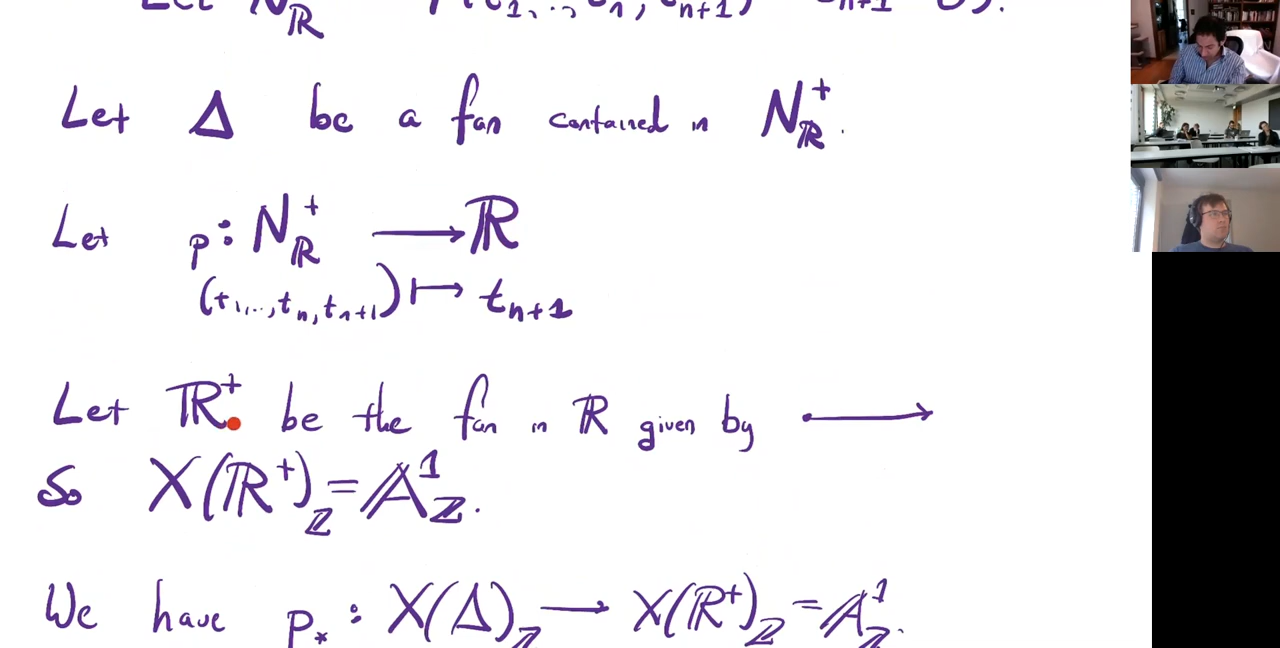 Let Δ be a fan contained in N_ℝ^+.
Let p : N_ℝ^+ ⟶ ℝ
(t_1,...,t_n,t_{n+1}) ↦ t_{n+1}
Let ℝ^+ be the fan in ℝ given by ⟶
So X(ℝ^+)_ℤ = 𝔸^1_ℤ.
We have p_* : X(Δ)_ℤ ⟶ X(ℝ^+)_ℤ = 𝔸^1_ℤ.